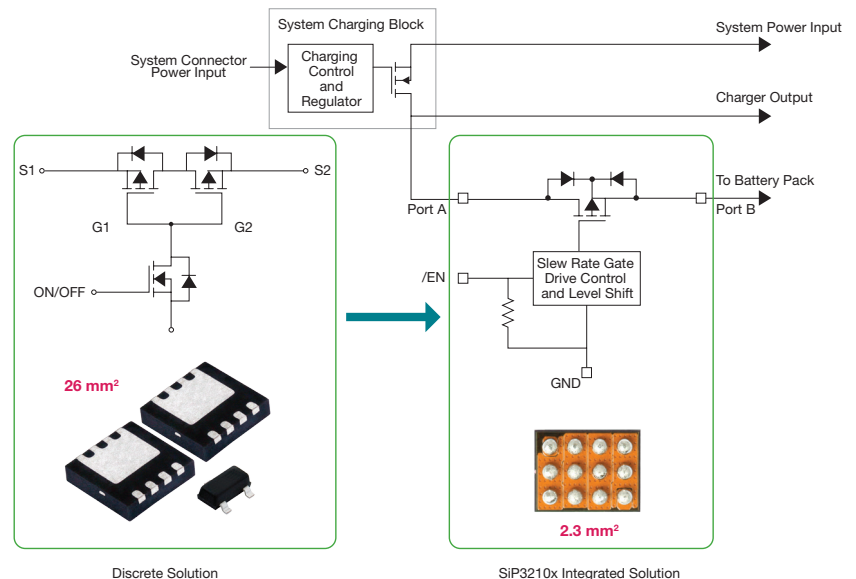 System Charging Block
System Power Input
System Connector
Power Input
Charging
Control
and
Regulator
Charger Output
S1
S2
G1
G2
ON/OFF
26 mm²
Port A
To Battery Pack
Port B
/EN
Slew Rate Gate
Drive Control
and Level Shift
GND
2.3 mm²
Discrete Solution
SiP3210x Integrated Solution